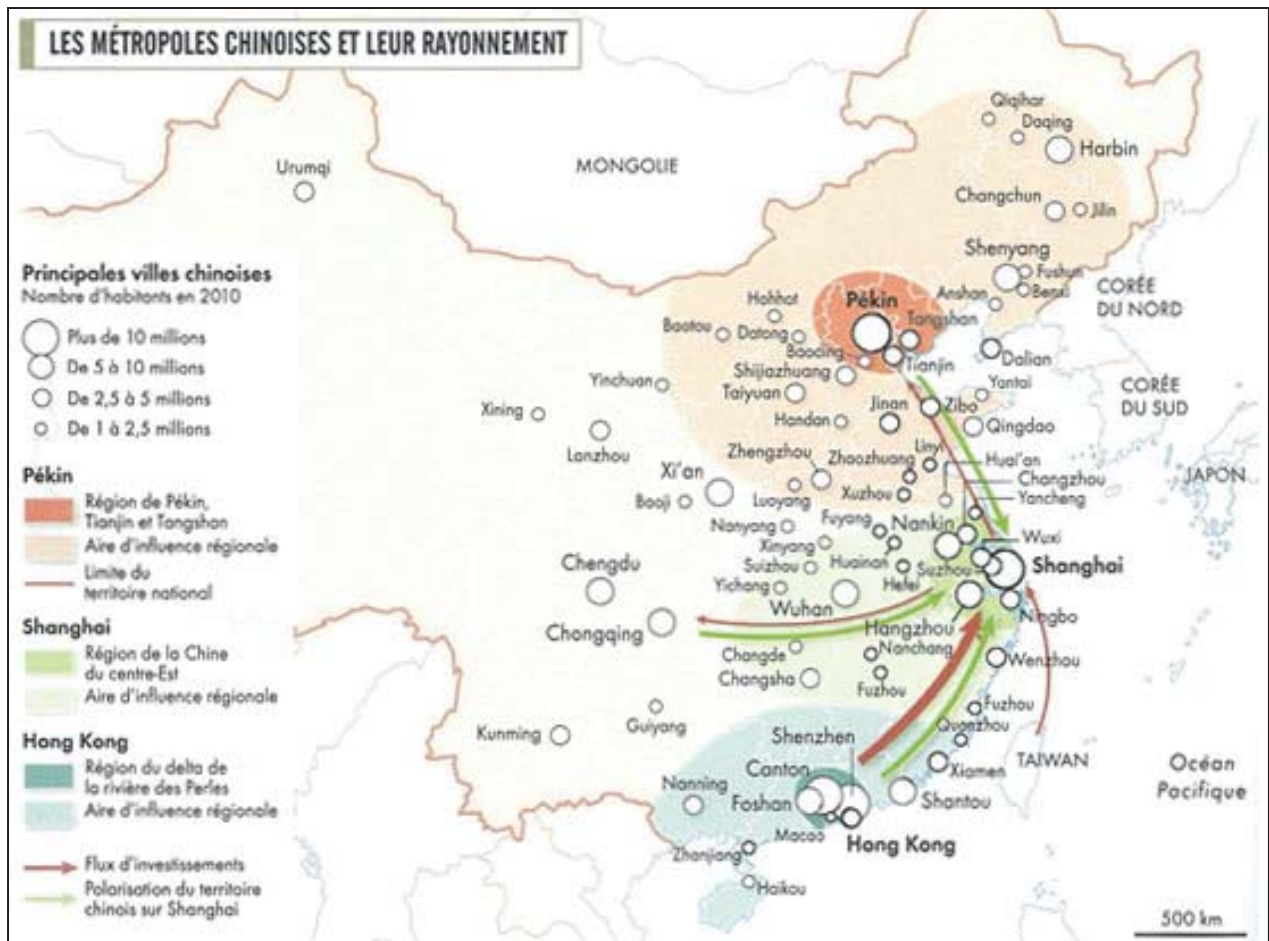 LES MÉTROPOLES CHINOISES ET LEUR RAYONNEMENT
Qiqihar
Daqing
Harbin
Urumqi
MONGOLIE
Changchun
Jilin
Shenyang
Fushun
Benxi
Anshan
CORÉE
DU NORD
Principales villes chinoises
Nombre d'habitants en 2010
Plus de 10 millions
De 5 à 10 millions
De 2,5 à 5 millions
De 1 à 2,5 millions
Pékin
Hohhot
Baotou
Datong
Tangshan
Baoding
Tianjin
Dalian
Shijiazhuang
Yinchuan
Taiyuan
Yantai
CORÉE
DU SUD
Xining
Jinan
Zibo
Handan
Qingdao
Lanzhou
Zhengzhou
Zhaozhuang
Linyi
Huai'an
Changzhou
Yancheng
JAPON
Xi'an
Baoji
Luoyang
Xuzhou
Nanyang
Fuyang
Nankin
Wuxi
Xinyang
Huainan
Suizhou
Hefei
Suzhou
Shanghai
Chengdu
Yichang
Wuhan
Chongqing
Hangzhou
Ningbo
Changde
Nanchang
Changsha
Wenzhou
Fuzhou
Fuzhou
Guiyang
Kunming
Quanzhou
Shenzhen
TAIWAN
Canton
Xiamen
Nanning
Foshan
Shantou
Macao
Hong Kong
Zhanjiang
Haikou
Océan
Pacifique
Pékin
Région de Pékin,
Tianjin et Tangshan
Aire d'influence régionale
Limite du
territoire national
Shanghai
Région de la Chine
du centre-Est
Aire d'influence régionale
Hong Kong
Région du delta de
la rivière des Perles
Aire d'influence régionale
Flux d'investissements
Polarisation du territoire
chinois sur Shanghai
500 km